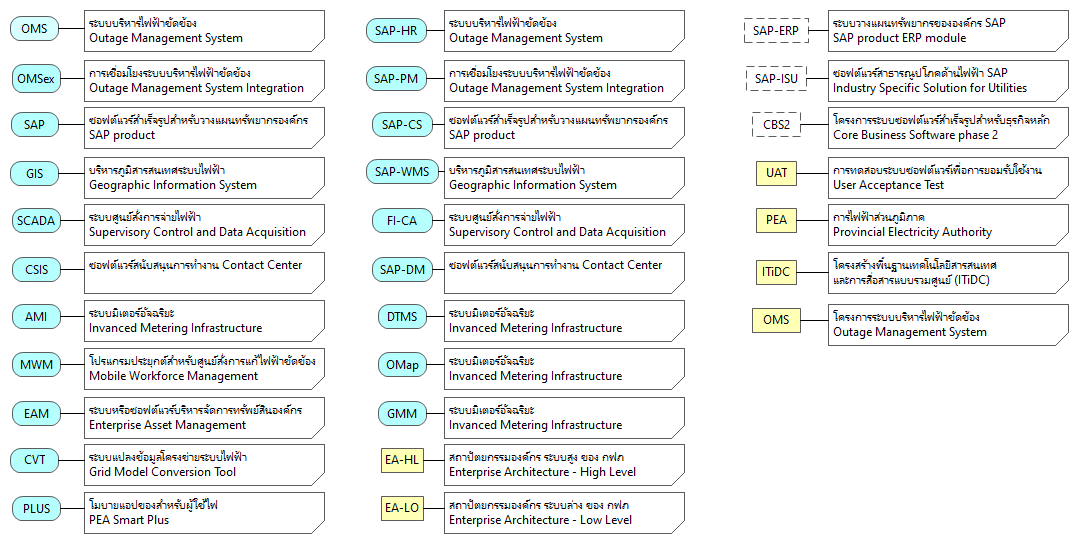 OMS
ระบบบริหารไฟฟ้าขัดข้อง
Outage Management System
OMSex
การเชื่อมโยงระบบบริหารไฟฟ้าขัดข้อง
Outage Management System Integration
SAP
ซอฟต์แวร์สำเร็จรูปสำหรับวางแผนทรัพยากรองค์กร
SAP product
GIS
บริหารภูมิสารสนเทศระบบไฟฟ้า
Geographic Information System
SCADA
ระบบศูนย์สั่งการจ่ายไฟฟ้า
Supervisory Control and Data Acquisition
CSIS
ซอฟต์แวร์สนับสนุนการทำงาน Contact Center
AMI
ระบบมิเตอร์อัจฉริยะ
Invanced Metering Infrastructure
MWM
โปรแกรมประยุกต์สำหรับศูนย์สั่งการแก้ไฟฟ้าขัดข้อง
Mobile Workforce Management
EAM
ระบบหรือซอฟต์แวร์บริหารจัดการทรัพย์สินองค์กร
Enterprise Asset Management
CVT
ระบบแปลงข้อมูลโครงข่ายระบบไฟฟ้า
Grid Model Conversion Tool
PLUS
โมบายแอปของสำหรับผู้ใช้ไฟ
PEA Smart Plus
SAP-HR
ระบบบริหารไฟฟ้าขัดข้อง
Outage Management System
SAP-PM
การเชื่อมโยงระบบบริหารไฟฟ้าขัดข้อง
Outage Management System Integration
SAP-CS
ซอฟต์แวร์สำเร็จรูปสำหรับวางแผนทรัพยากรองค์กร
SAP product
SAP-WMS
บริหารภูมิสารสนเทศระบบไฟฟ้า
Geographic Information System
FI-CA
ระบบศูนย์สั่งการจ่ายไฟฟ้า
Supervisory Control and Data Acquisition
SAP-DM
ซอฟต์แวร์สนับสนุนการทำงาน Contact Center
DTMS
ระบบมิเตอร์อัจฉริยะ
Invanced Metering Infrastructure
OMap
ระบบมิเตอร์อัจฉริยะ
Invanced Metering Infrastructure
GMM
ระบบมิเตอร์อัจฉริยะ
Invanced Metering Infrastructure
EA-HL
สถาปัตยกรรมองค์กร ระบบสูง ของ กฟภ
Enterprise Architecture - High Level
EA-LO
สถาปัตยกรรมองค์กร ระบบล่าง ของ กฟภ
Enterprise Architecture - Low Level
SAP-ERP
ระบบวางแผนทรัพยากรขององค์กร SAP
SAP product ERP module
SAP-ISU
ซอฟต์แวร์สาธารณูปโภคด้านไฟฟ้า SAP
Industry Specific Solution for Utilities
CBS2
โครงการระบบซอฟต์แวร์สำเร็จรูปสำหรับธุรกิจหลัก
Core Business Software phase 2
UAT
การทดสอบระบบซอฟต์แวร์เพื่อการยอมรับใช้งาน
User Acceptance Test
PEA
การไฟฟ้าส่วนภูมิภาค
Provincial Electricity Authority
ITiDC
โครงสร้างพื้นฐานเทคโนโลยีสารสนเทศ
และการสื่อสารแบบรวมศูนย์ (ITiDC)
OMS
โครงการระบบบริหารไฟฟ้าขัดข้อง
Outage Management System